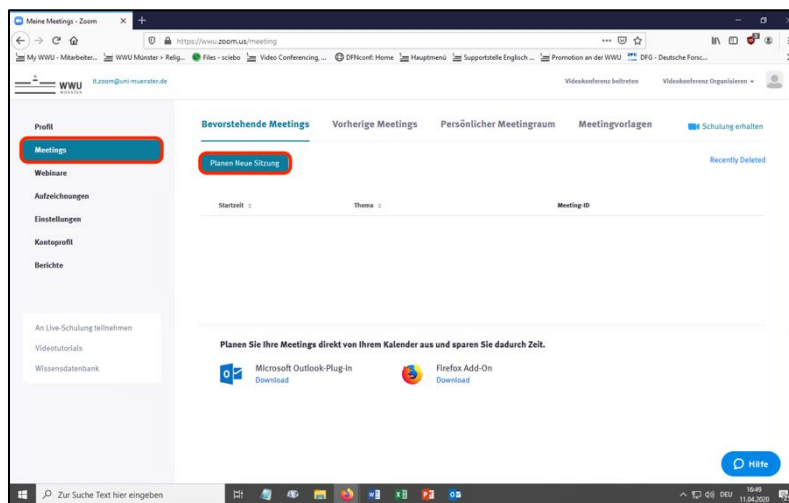 Meine Meetings - Zoom
https://wwu.zoom.us/meeting
My WWU - Mitarbeiter... WWU Münster > Relig... Files - sciebo Video Conferencing, ... DFNconf: Home Hauptmenü Supportstelle Englisch ... Promotion an der WWU DFG - Deutsche Forsc...
WWU
MÜNSTER
it.zoom@uni-muenster.de
Videokonferenz beitreten Videokonferenz Organisieren
Profil
Meetings
Webinare
Aufzeichnungen
Einstellungen
Kontoprofil
Berichte
An Live-Schulung teilnehmen
Videotutorials
Wissensdatenbank
Bevorstehende Meetings Vorherige Meetings Persönlicher Meetingraum Meetingvorlagen Schulung erhalten
Planen Neue Sitzung Recently Deleted
Startzeit Thema Meeting-ID
Planen Sie Ihre Meetings direkt von Ihrem Kalender aus und sparen Sie dadurch Zeit.
Microsoft Outlook-Plug-in
Download
Firefox Add-On
Download
Hilfe
Zur Suche Text hier eingeben
DEU
16:49
11.04.2020